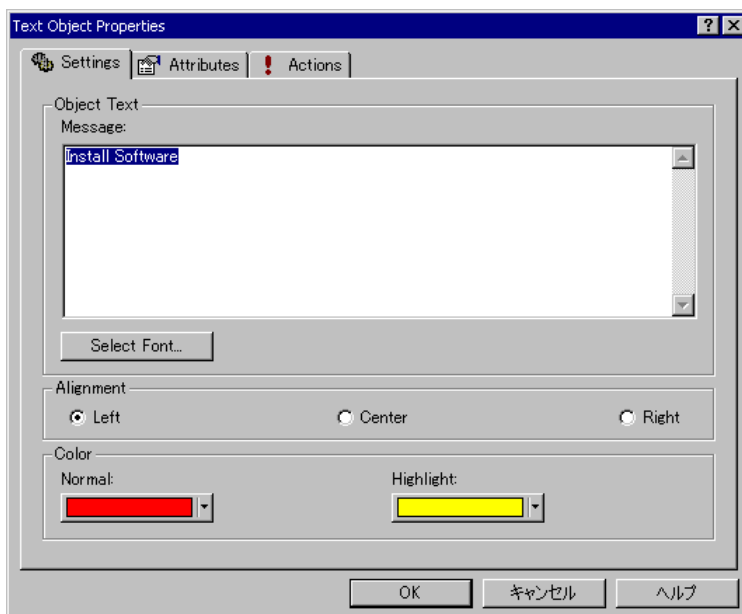 Text Object Properties
Settings Attributes Actions
Object Text
Message:
Install Software
Select Font...
Alignment
Left Center Right
Color
Normal: Highlight:
OK キャンセル ヘルプ